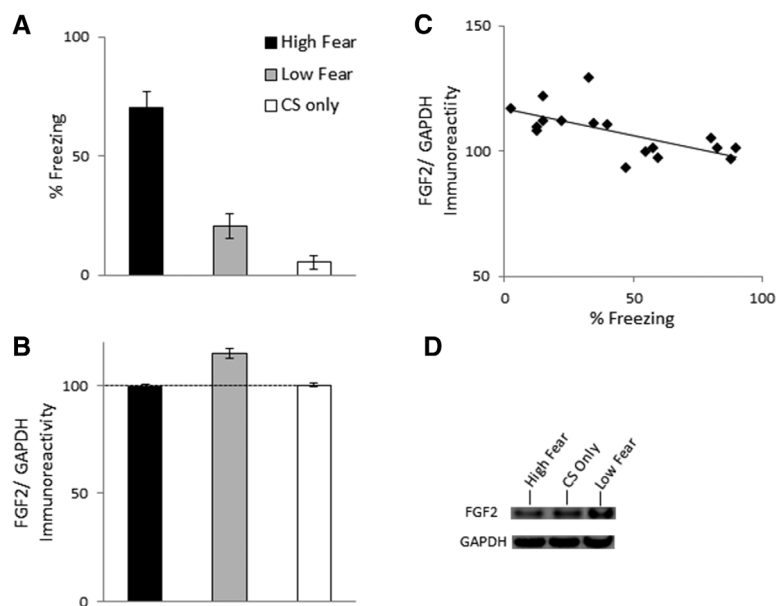 A
100
50
0
% Freezing
High Fear
Low Fear
CS only
B
100
50
0
FGF2/ GAPDH
Immunoreactivity
C
150
100
50
FGF2/ GAPDH
Immunoreactiity
0
50
100
% Freezing
D
High Fear
CS Only
Low Fear
FGF2
GAPDH